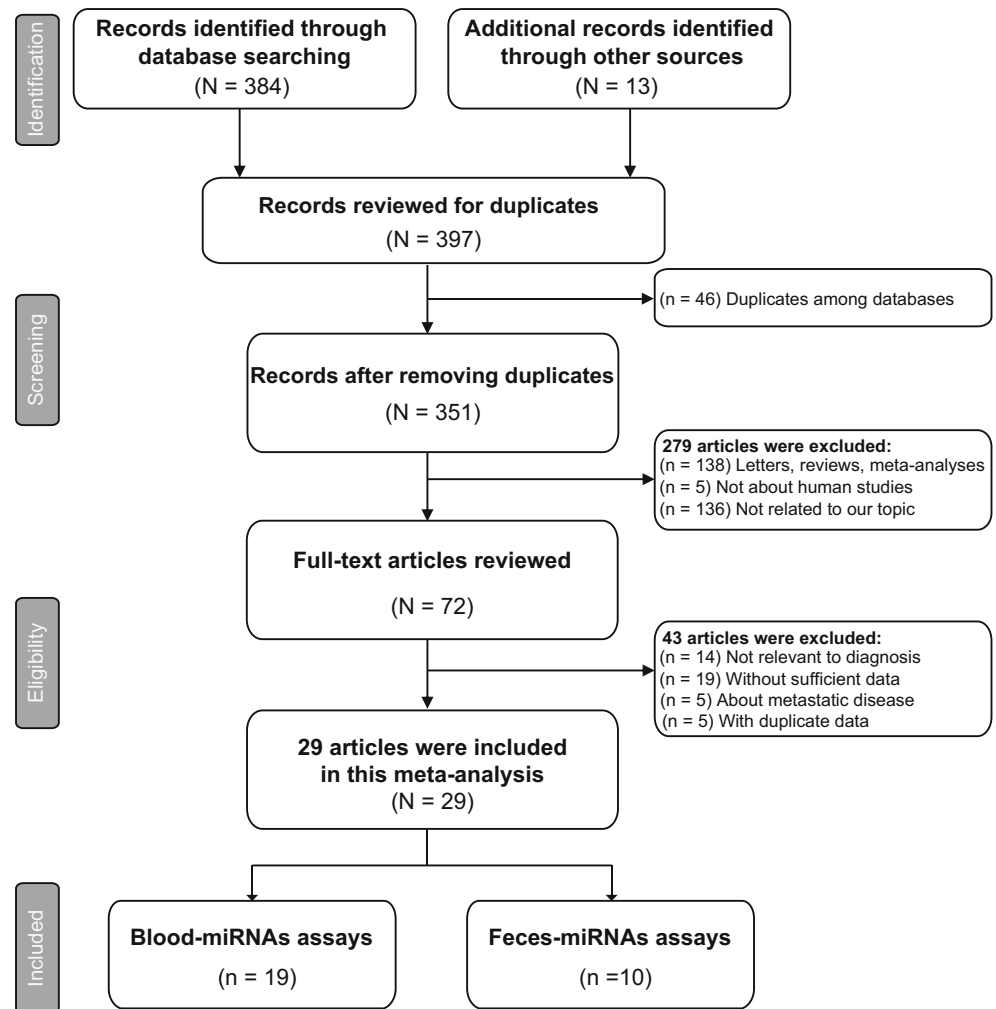 Identification
Records identified through
database searching
(N = 384)
Additional records identified
through other sources
(N = 13)
Records reviewed for duplicates
(N = 397)
(n = 46) Duplicates among databases
Screening
Records after removing duplicates
(N = 351)
279 articles were excluded:
(n = 138) Letters, reviews, meta-analyses
(n = 5) Not about human studies
(n = 136) Not related to our topic
Full-text articles reviewed
(N = 72)
Eligibility
43 articles were excluded:
(n = 14) Not relevant to diagnosis
(n = 19) Without sufficient data
(n = 5) About metastatic disease
(n = 5) With duplicate data
29 articles were included
in this meta-analysis
(N = 29)
Included
Blood-miRNAs assays
(n = 19)
Feces-miRNAs assays
(n =10)